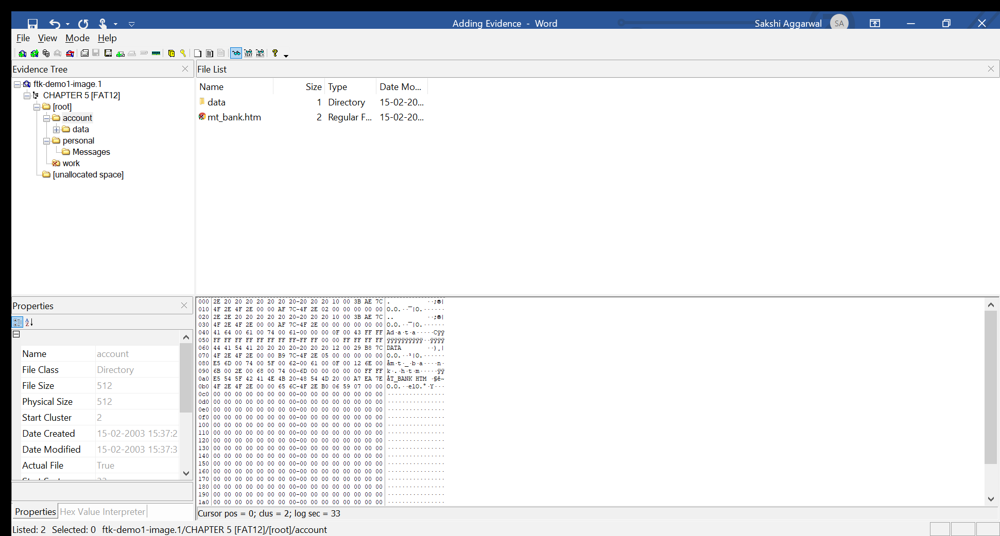 Adding Evidence - Word
Sakshi Aggarwal SA
File View Mode Help
Evidence Tree
ftk-demo1-image.1
CHAPTER 5 [FAT12]
[root]
account
data
personal
Messages
work
[unallocated space]
File List
Name Size Type Date Mo...
data 1 Directory 15-02-20...
mt_bank.htm 2 Regular F... 15-02-20...
Properties
Name account
File Class Directory
File Size 512
Physical Size 512
Start Cluster 2
Date Created 15-02-2003 15:37:2
Date Modified 15-02-2003 15:37:3
Actual File True
Properties Hex Value Interpreter
000 2E 20 20 20 20 20 20 20-20 20 20 10 00 3B AE 7C . ··;®|
010 4F 2E 4F 2E 00 00 AF 7C-4F 2E 02 00 00 00 00 00 O.O.··¯|O.······
020 2E 2E 20 20 20 20 20 20-20 20 20 10 00 3B AE 7C .. ··;®|
030 4F 2E 4F 2E 00 00 AF 7C-4F 2E 00 00 00 00 00 00 O.O.··¯|O.······
040 41 64 00 61 00 74 00 61-00 00 00 0F 00 43 FF FF Ad·a·t·a·····Cÿÿ
050 FF FF FF FF FF FF FF FF-FF FF 00 00 FF FF FF FF ÿÿÿÿÿÿÿÿÿÿ··ÿÿÿÿ
060 44 41 54 41 20 20 20 20-20 20 20 12 00 29 B8 7C DATA ··)¸|
070 4F 2E 4F 2E 00 00 B9 7C-4F 2E 05 00 00 00 00 00 O.O.··¹|O.······
080 E5 6D 00 74 00 5F 00 62-00 61 00 0F 00 12 6E 00 åm·t·_·b·a····n·
090 6B 00 2E 00 68 00 74 00-6D 00 00 00 00 00 FF FF k·.·h·t·m·····ÿÿ
0a0 E5 54 5F 42 41 4E 4B 20-48 54 4D 20 00 A7 EA 7E åT_BANK HTM ·§ê~
0b0 4F 2E 4F 2E 00 00 65 6C-4F 2E B0 06 59 07 00 00 O.O.··elO.°·Y···
0c0 00 00 00 00 00 00 00 00-00 00 00 00 00 00 00 00 ················
0d0 00 00 00 00 00 00 00 00-00 00 00 00 00 00 00 00 ················
0e0 00 00 00 00 00 00 00 00-00 00 00 00 00 00 00 00 ················
0f0 00 00 00 00 00 00 00 00-00 00 00 00 00 00 00 00 ················
100 00 00 00 00 00 00 00 00-00 00 00 00 00 00 00 00 ················
110 00 00 00 00 00 00 00 00-00 00 00 00 00 00 00 00 ················
120 00 00 00 00 00 00 00 00-00 00 00 00 00 00 00 00 ················
130 00 00 00 00 00 00 00 00-00 00 00 00 00 00 00 00 ················
140 00 00 00 00 00 00 00 00-00 00 00 00 00 00 00 00 ················
150 00 00 00 00 00 00 00 00-00 00 00 00 00 00 00 00 ················
160 00 00 00 00 00 00 00 00-00 00 00 00 00 00 00 00 ················
170 00 00 00 00 00 00 00 00-00 00 00 00 00 00 00 00 ················
180 00 00 00 00 00 00 00 00-00 00 00 00 00 00 00 00 ················
190 00 00 00 00 00 00 00 00-00 00 00 00 00 00 00 00 ················
1a0 00 00 00 00 00 00 00 00-00 00 00 00 00 00 00 00 ················
Cursor pos = 0; clus = 2; log sec = 33
Listed: 2 Selected: 0 ftk-demo1-image.1/CHAPTER 5 [FAT12]/[root]/account